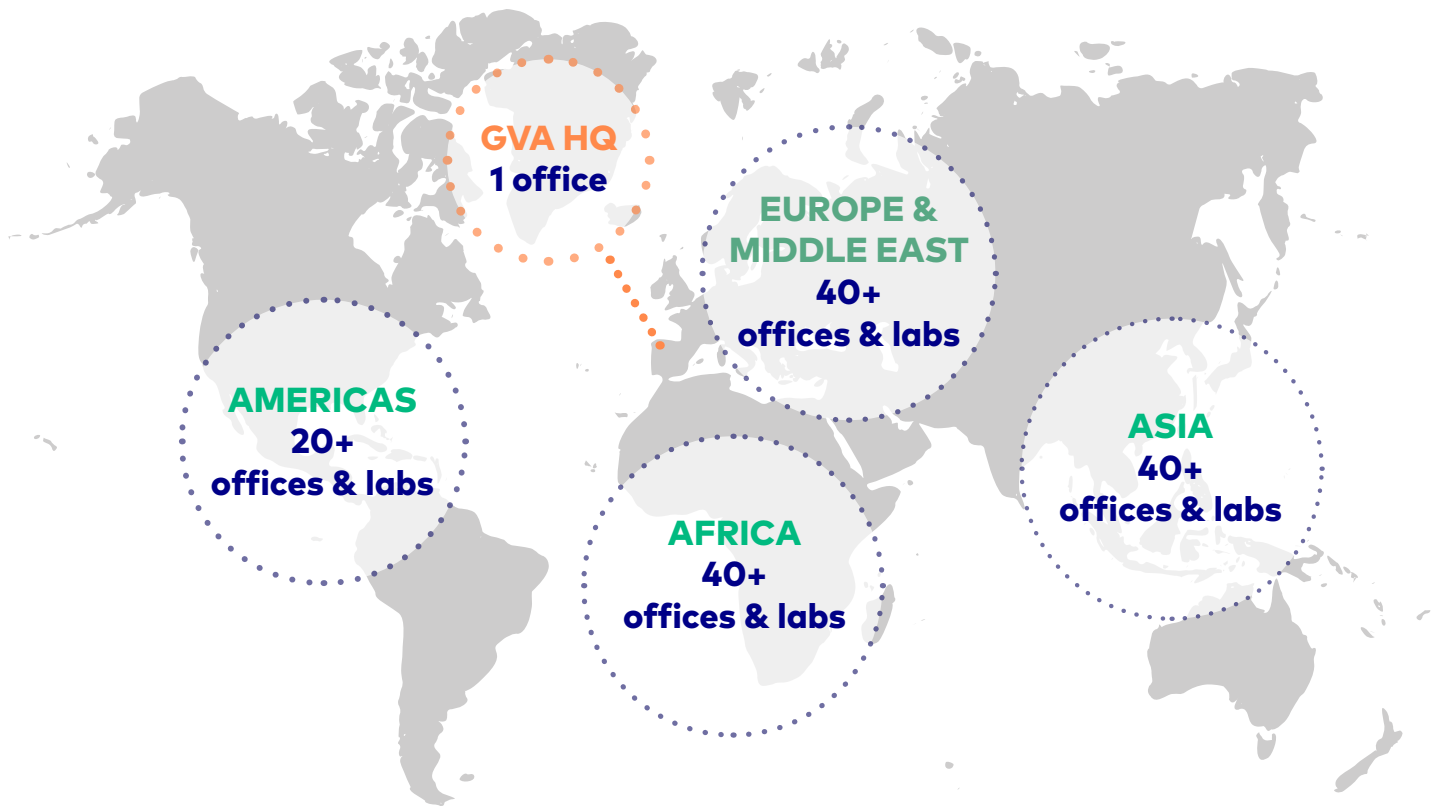 GVA HQ
1 office
EUROPE &
MIDDLE EAST
40+
offices & labs
AMERICAS
20+
offices & labs
ASIA
40+
offices & labs
AFRICA
40+
offices & labs